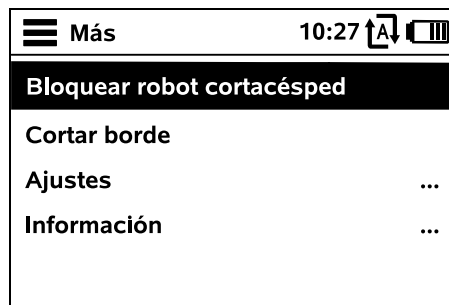 Más 10:27 A
Bloquear robot cortacésped
Cortar borde
Ajustes ...
Información ...